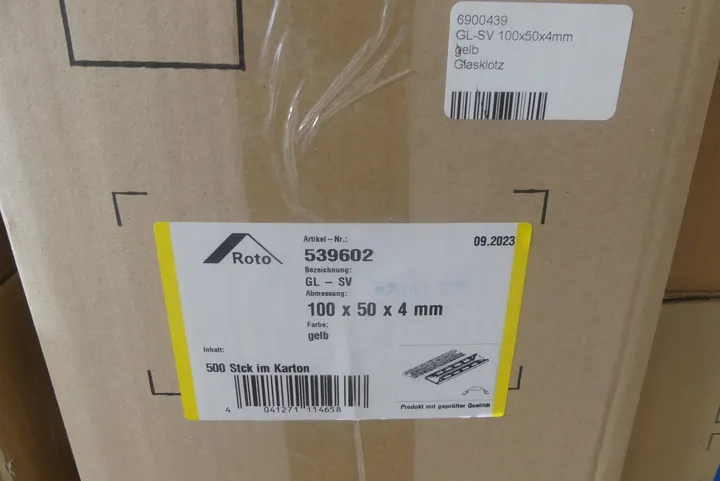 6900439
GL-SV 100x50x4mm
gelb
Glasklotz
Roto
Artikel-Nr.:
539602
09.2023
Bezeichnung:
GL - SV
Abmessung:
100 x 50 x 4 mm
Farbe:
gelb
Inhalt:
500 Stck im Karton
4 041271 114658
Produkt mit geprüfter Qualität